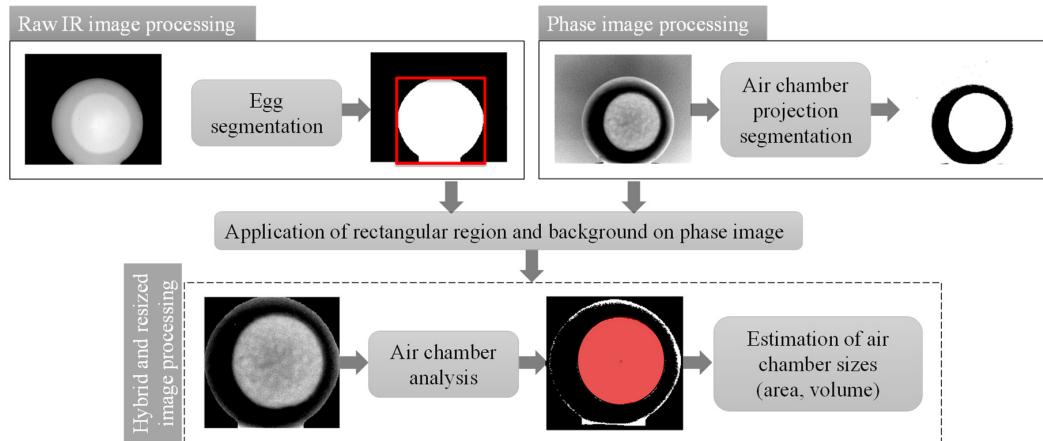 Raw IR image processing
Phase image processing
Egg
segmentation
Air chamber
projection
segmentation
Application of rectangular region and background on phase image
Hybrid and resized
image processing
Air chamber
analysis
Estimation of air
chamber sizes
(area, volume)